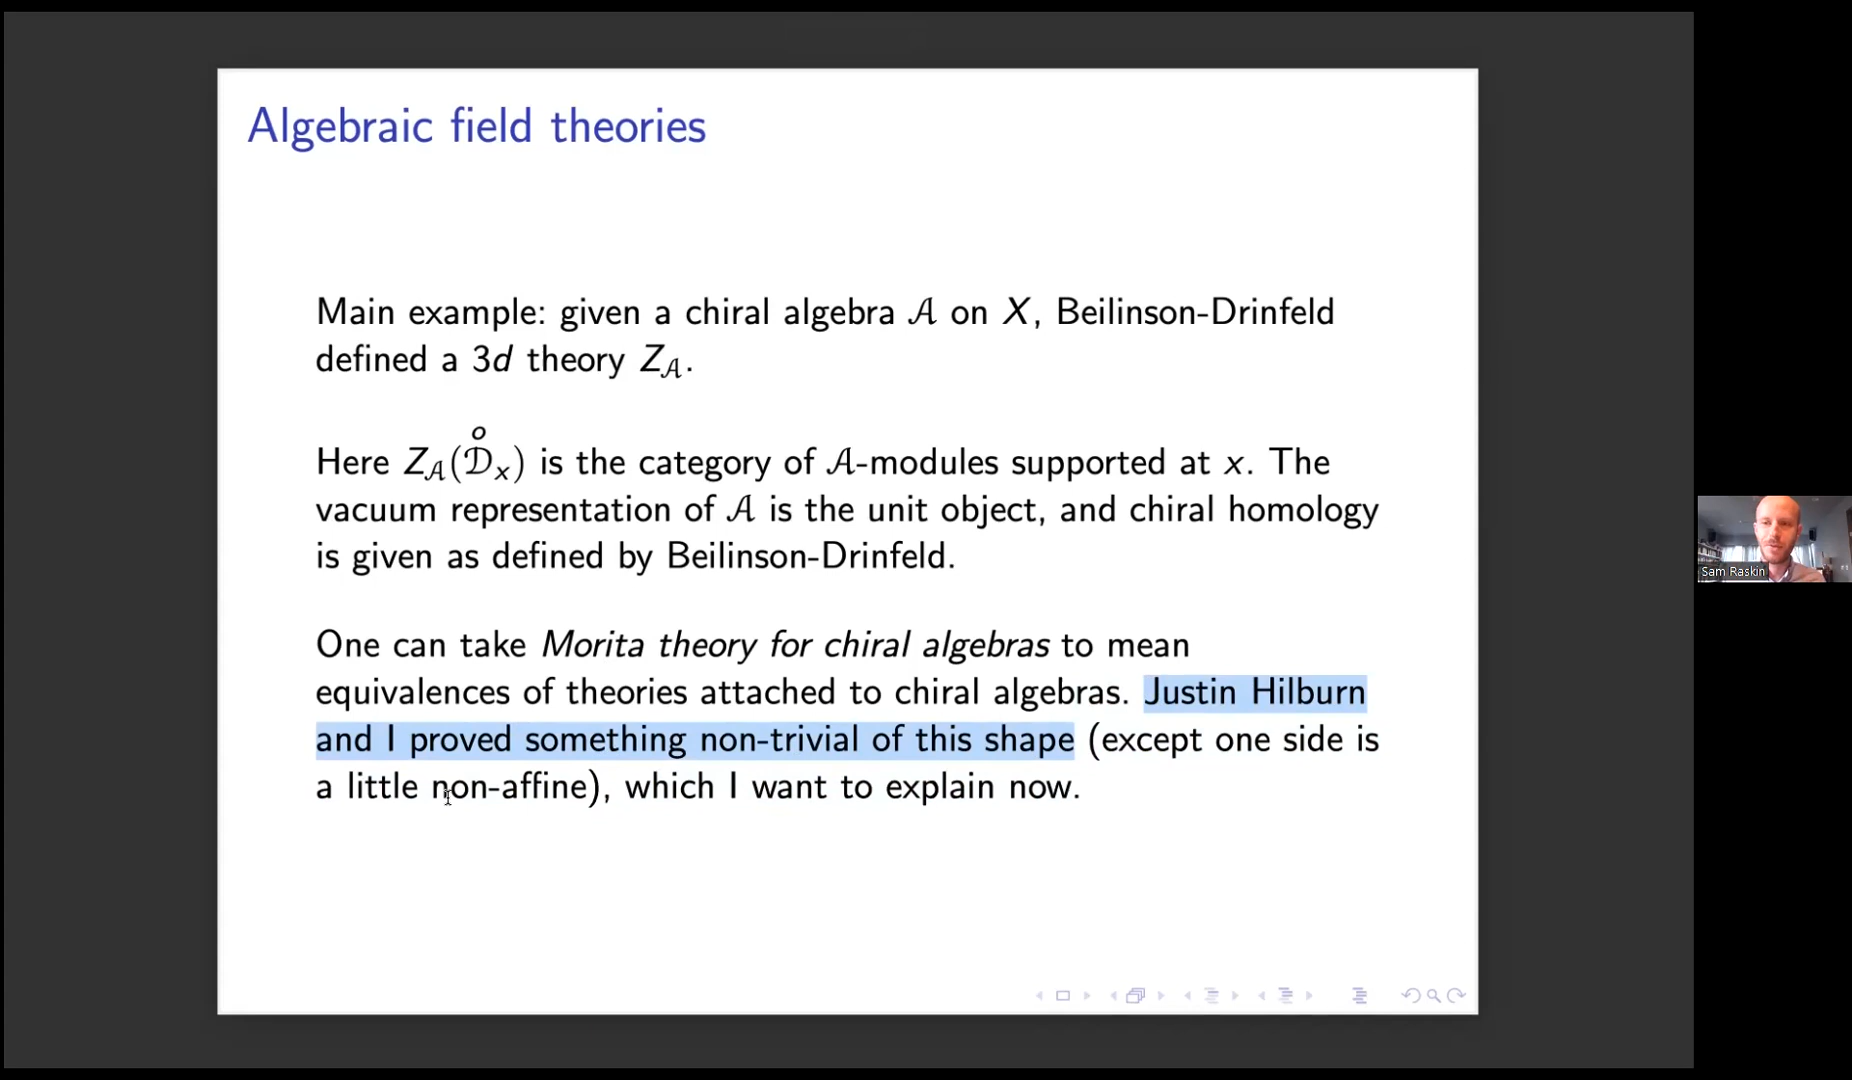 Algebraic field theories
Main example: given a chiral algebra 𝒜 on X, Beilinson-Drinfeld
defined a 3d theory Z_𝒜.
Here Z_𝒜(𝒟̊_x) is the category of 𝒜-modules supported at x. The
vacuum representation of 𝒜 is the unit object, and chiral homology
is given as defined by Beilinson-Drinfeld.
One can take Morita theory for chiral algebras to mean
equivalences of theories attached to chiral algebras. Justin Hilburn
and I proved something non-trivial of this shape (except one side is
a little non-affine), which I want to explain now.
Sam Raskin